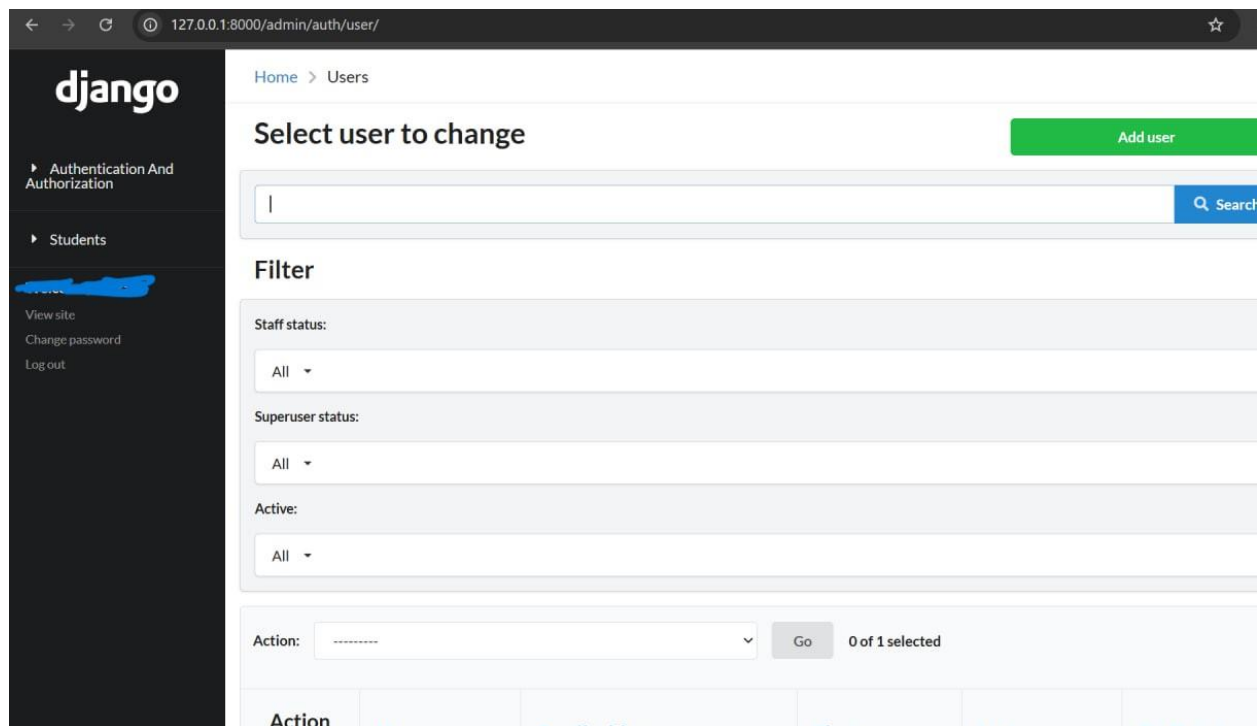 127.0.0.1:8000/admin/auth/user/
django
Authentication And
Authorization
Students
View site
Change password
Log out
Home > Users
Select user to change
Add user
Search
Filter
Staff status:
All
Superuser status:
All
Active:
All
Action:
---------
Go
0 of 1 selected
Action